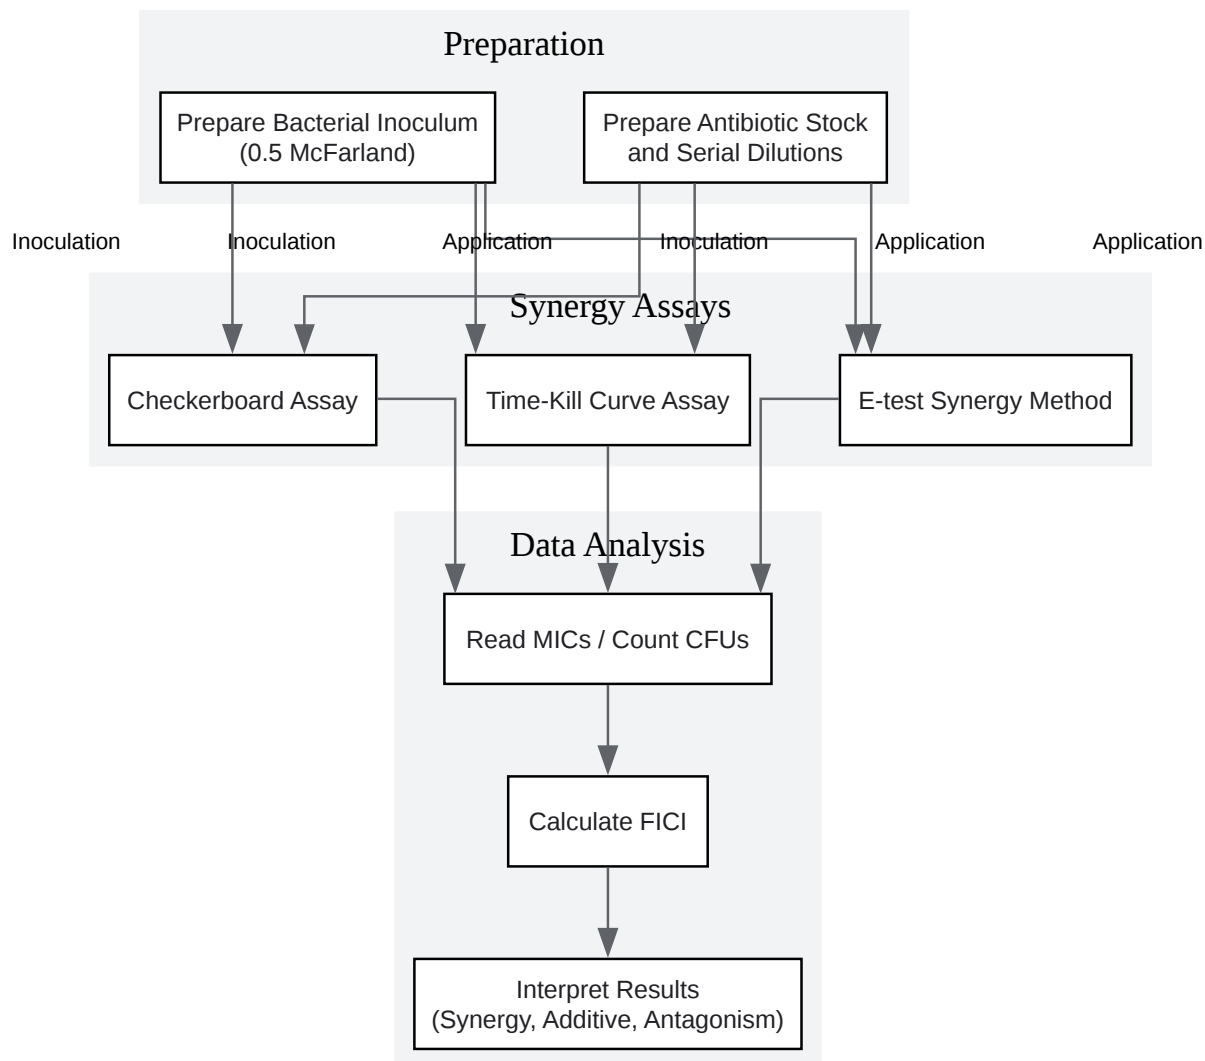 Preparation
Prepare Bacterial Inoculum
(0.5 McFarland)
Prepare Antibiotic Stock
and Serial Dilutions
Inoculation
Inoculation
Application
Inoculation
Application
Application
Synergy Assays
Checkerboard Assay
Time-Kill Curve Assay
E-test Synergy Method
Data Analysis
Read MICs / Count CFUs
Calculate FICI
Interpret Results
(Synergy, Additive, Antagonism)